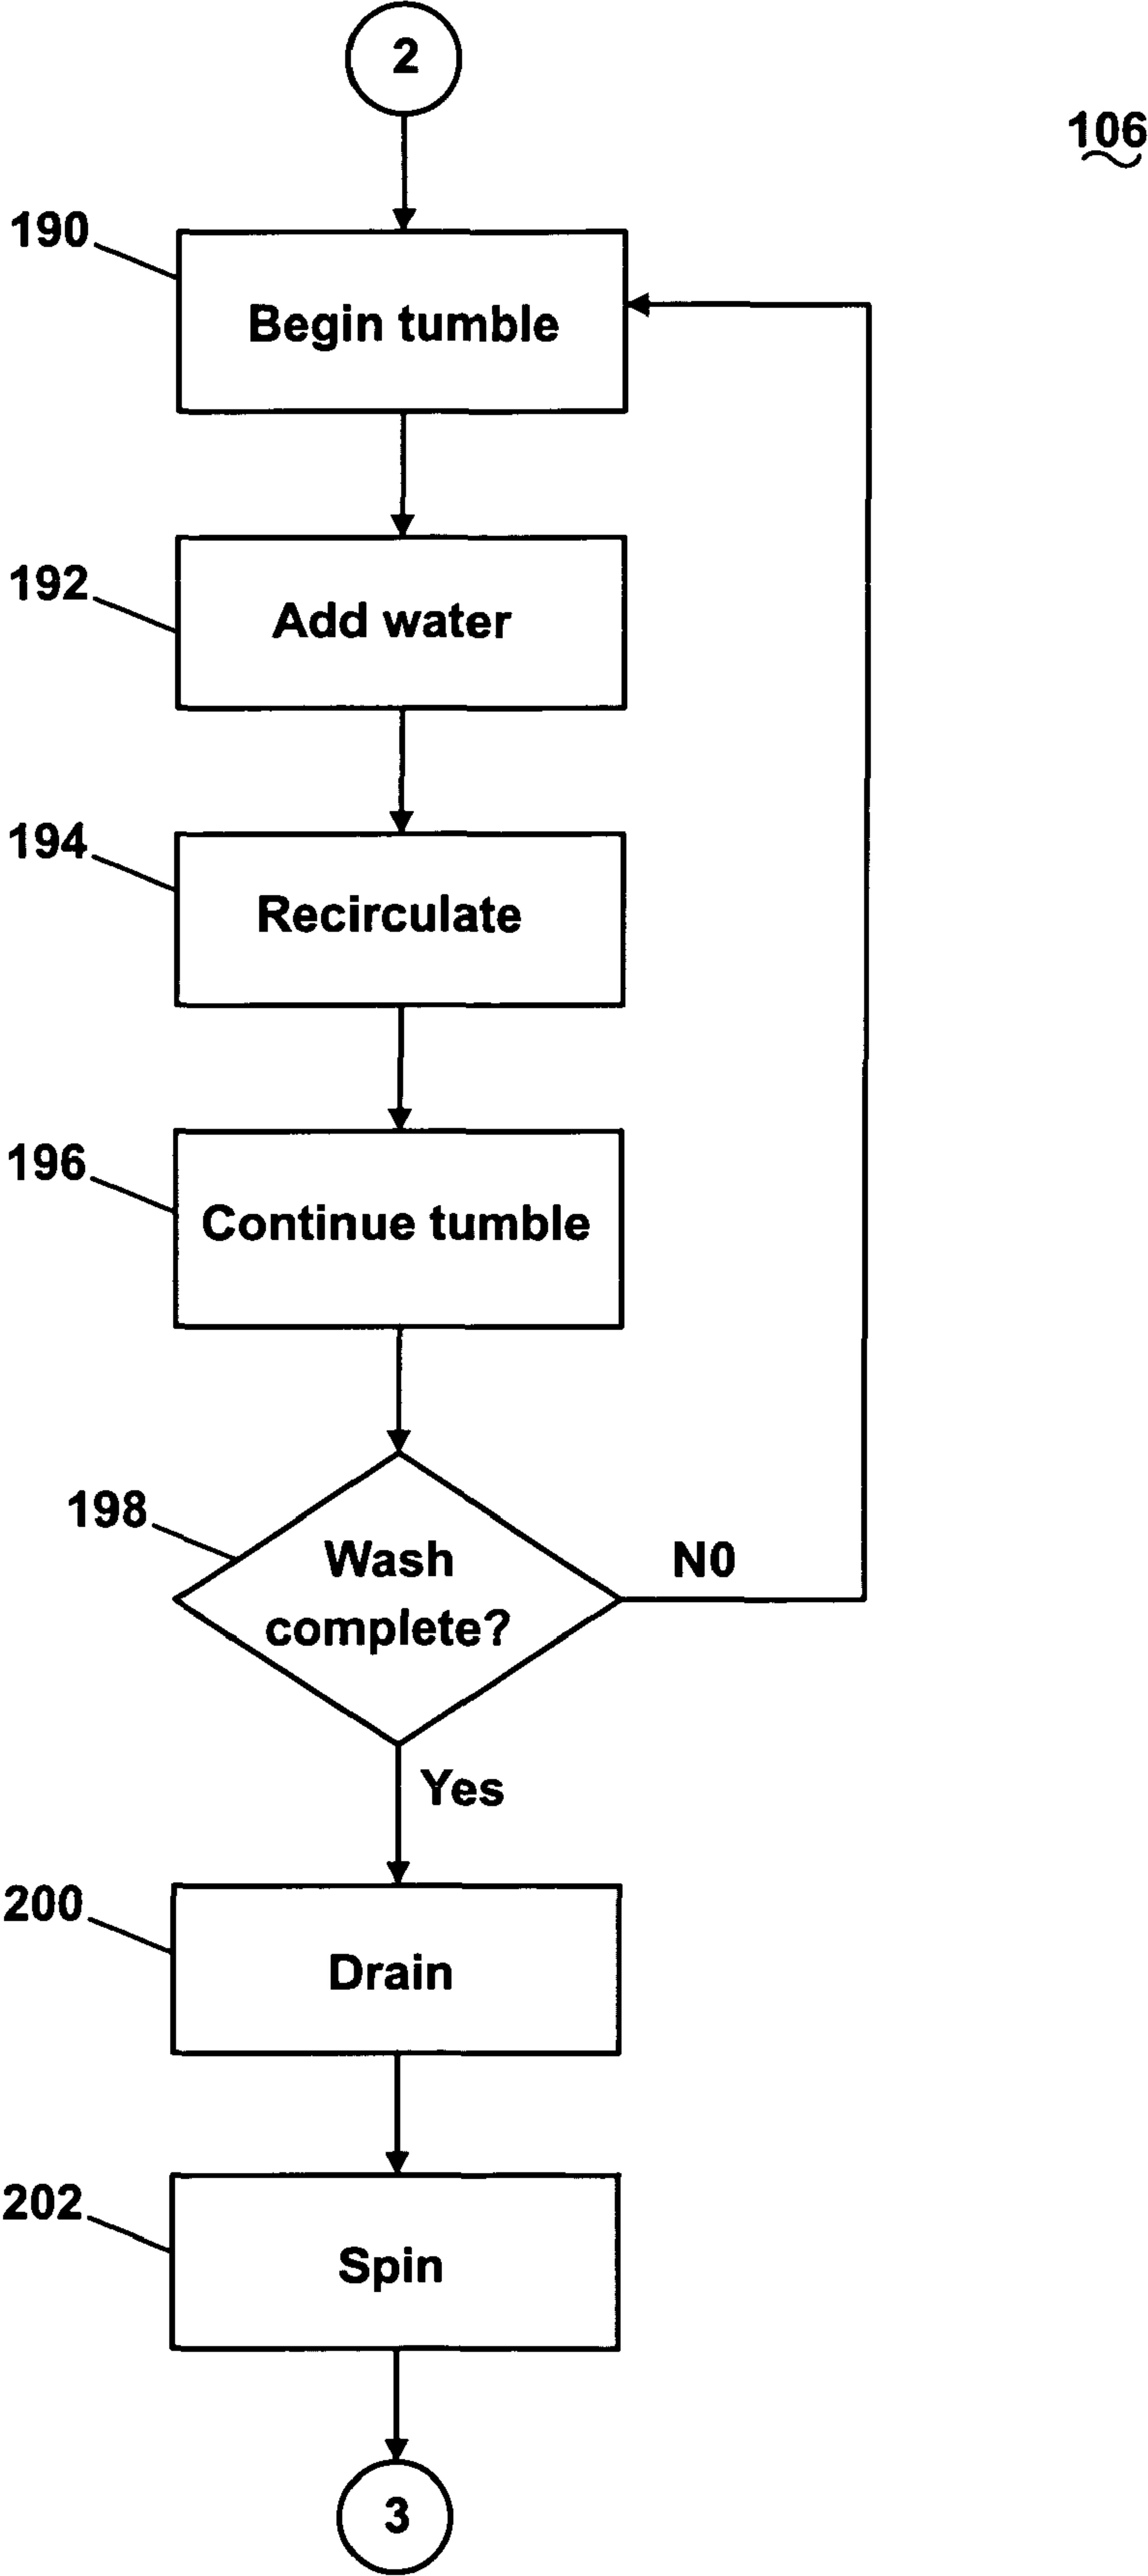 2
106
190
Begin tumble
192
Add water
194
Recirculate
196
Continue tumble
198
Wash
complete?
N0
Yes
200
Drain
202
Spin
3